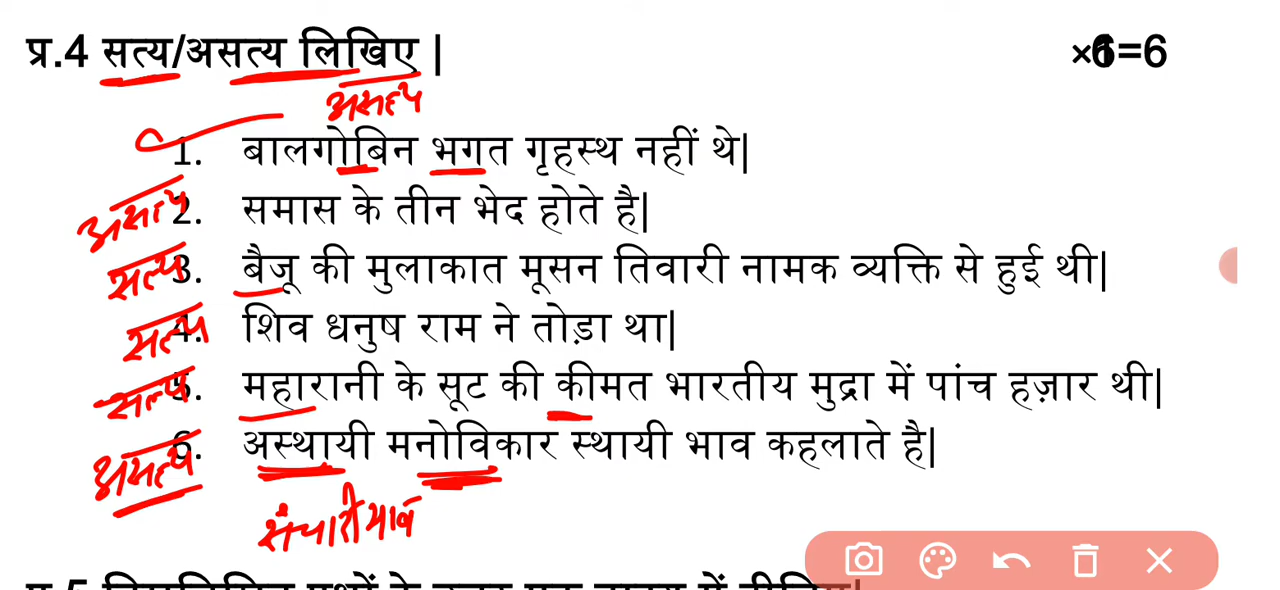 प्र.4 सत्य/असत्य लिखिए | ×6=6
असत्य
1. बालगोबिन भगत गृहस्थ नहीं थे|
असत्य 2. समास के तीन भेद होते है|
सत्य 3. बैजू की मुलाकात मूसन तिवारी नामक व्यक्ति से हुई थी|
सत्य 4. शिव धनुष राम ने तोड़ा था|
सत्य 5. महारानी के सूट की कीमत भारतीय मुद्रा में पांच हज़ार थी|
असत्य 6. अस्थायी मनोविकार स्थायी भाव कहलाते है|
संचारी भाव